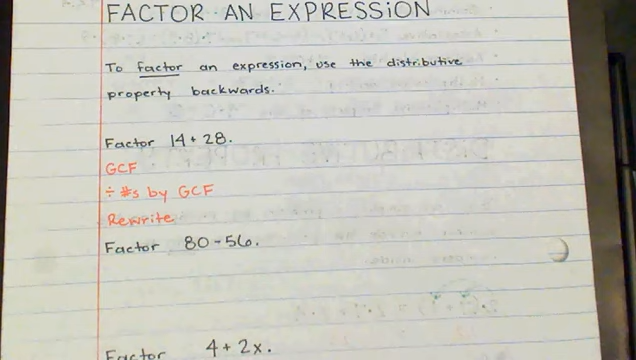 FACTOR AN EXPRESSION
To factor an expression, use the distributive
property backwards.
Factor 14 + 28.
GCF
÷ #s by GCF
Rewrite
Factor 80 - 56.
Factor 4 + 2x.